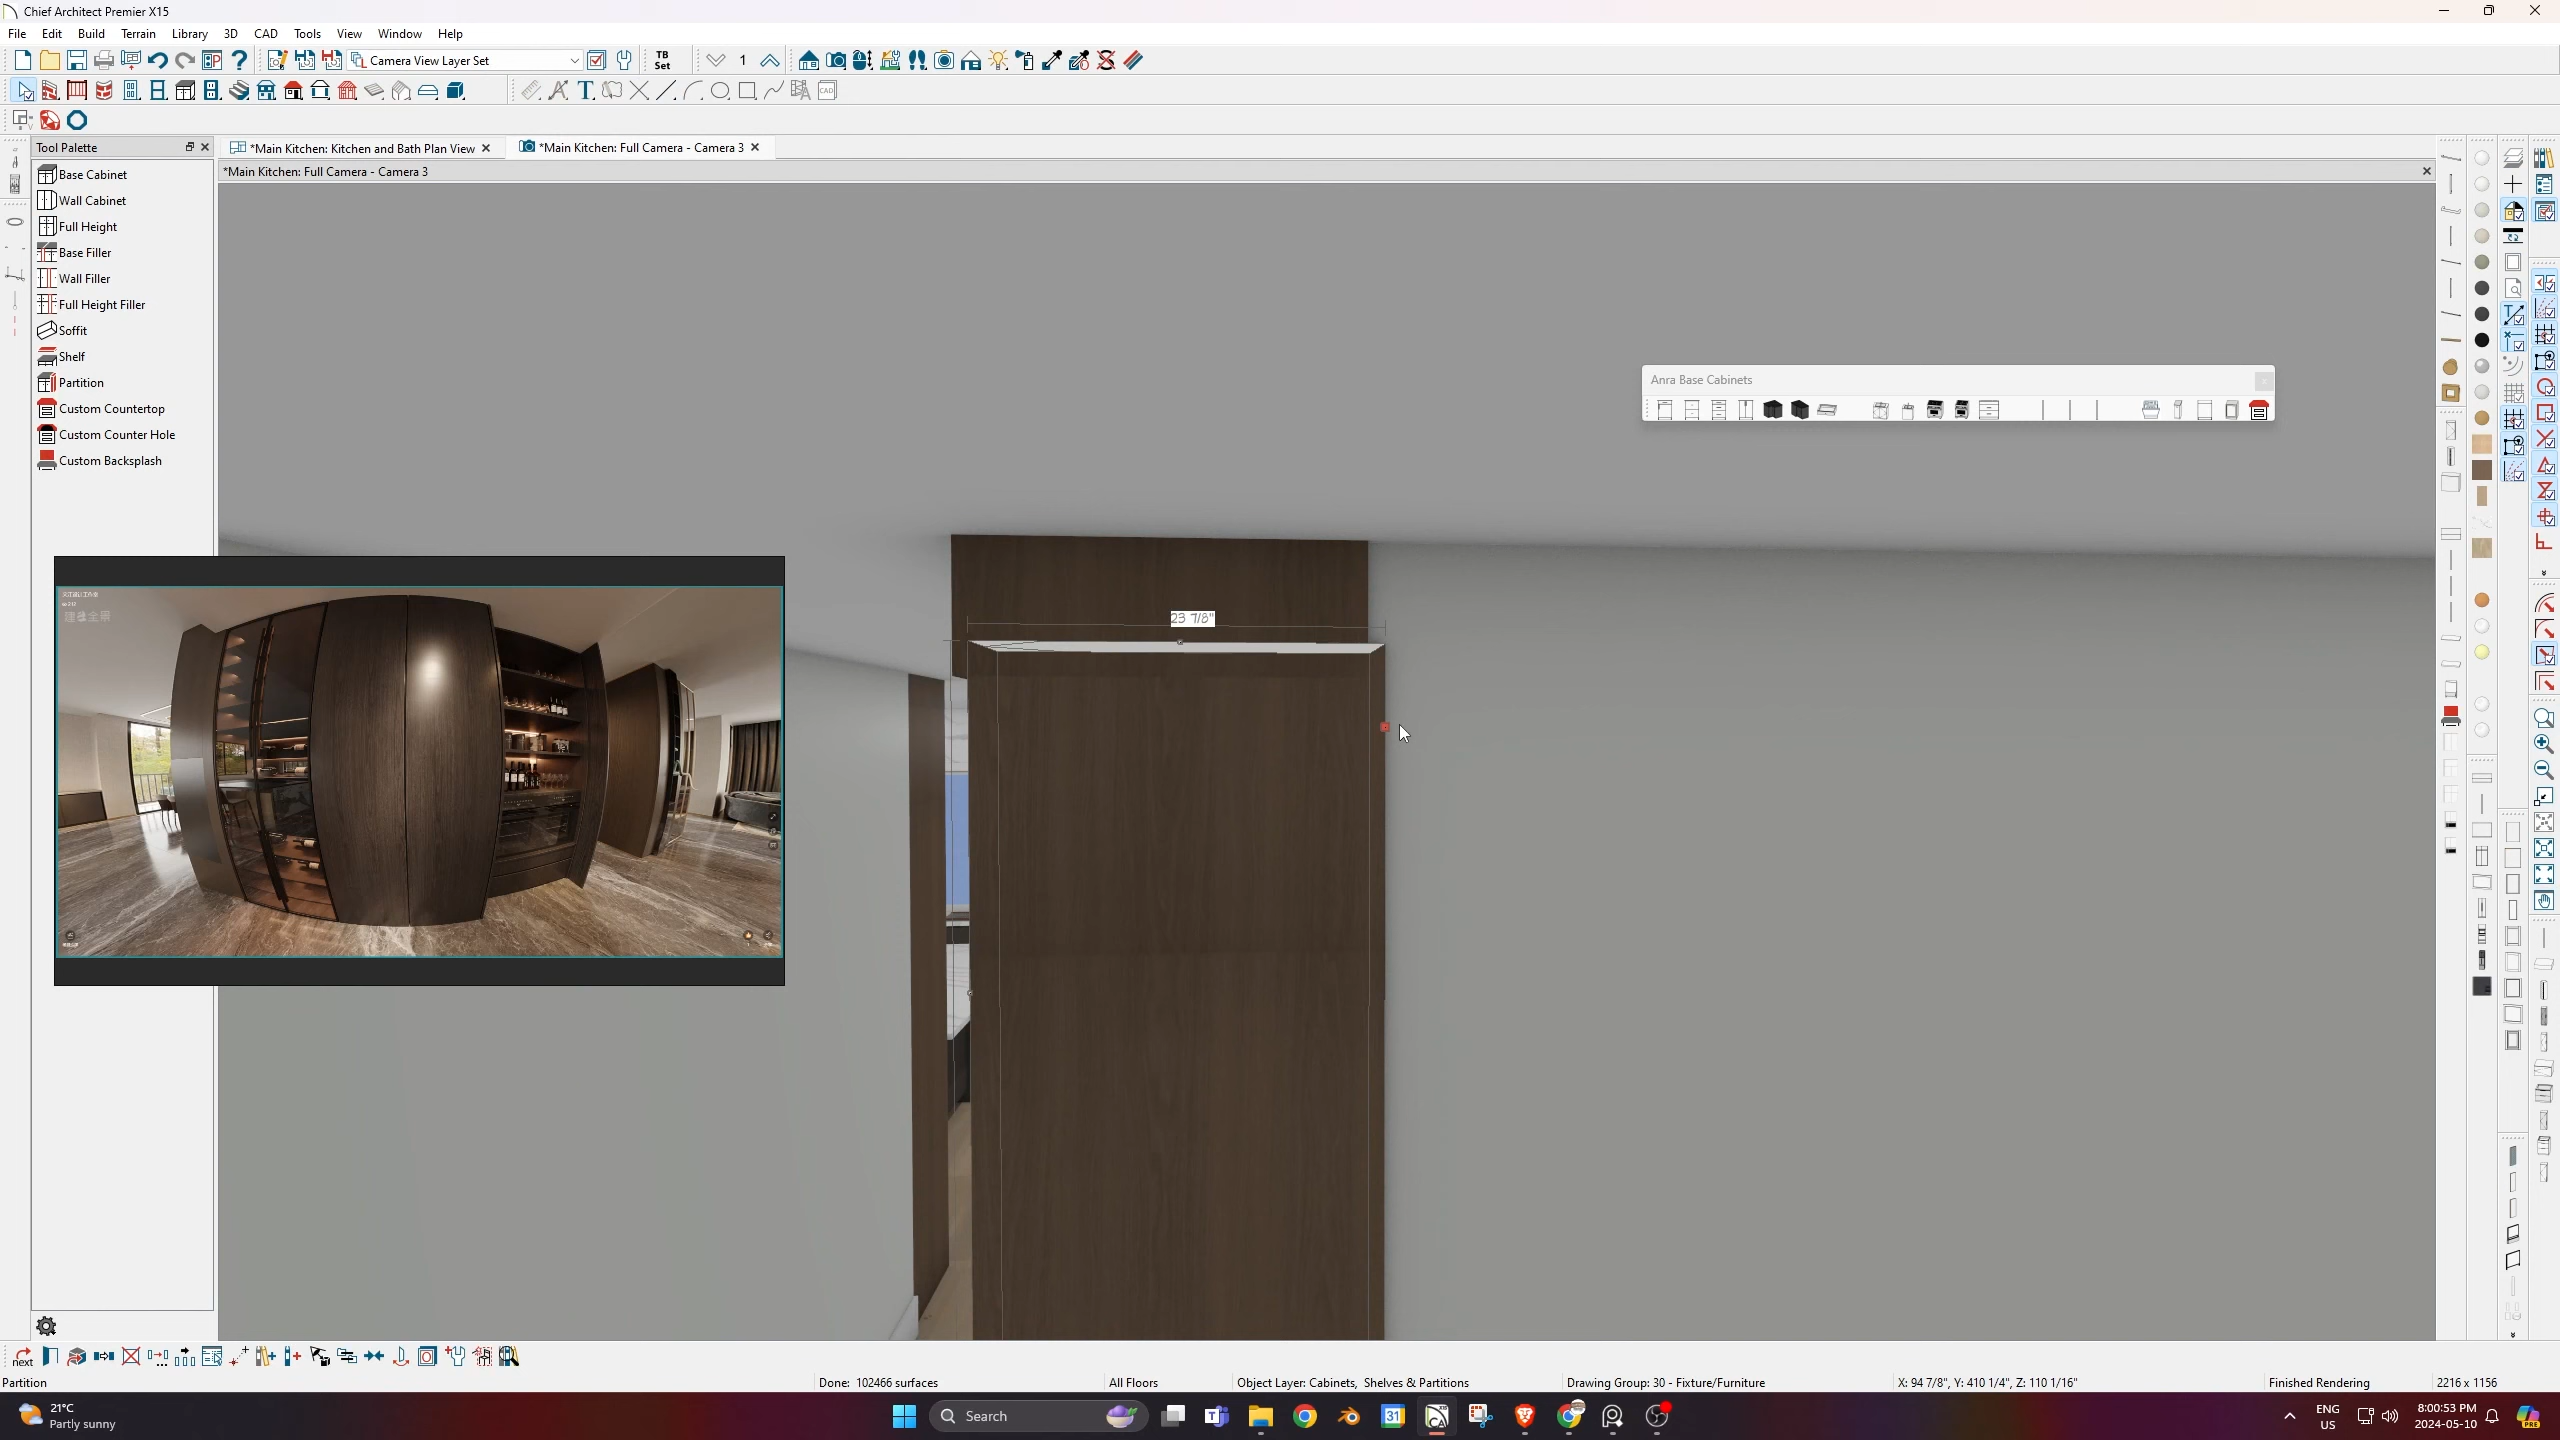 Chief Architect Premier X15
File Edit Build Terrain Library 3D CAD Tools View Window Help
Camera View Layer Set
TB Set
1
Tool Palette
*Main Kitchen: Kitchen and Bath Plan View
*Main Kitchen: Full Camera - Camera 3
*Main Kitchen: Full Camera - Camera 3
Base Cabinet
Wall Cabinet
Full Height
Base Filler
Wall Filler
Full Height Filler
Soffit
Shelf
Partition
Custom Countertop
Custom Counter Hole
Custom Backsplash
Anra Base Cabinets
23 7/8"
next
Partition
Done: 102466 surfaces
All Floors
Object Layer: Cabinets, Shelves & Partitions
Drawing Group: 30 - Fixture/Furniture
X: 94 7/8", Y: 410 1/4", Z: 110 1/16"
Finished Rendering
2216 x 1156
21°C
Partly sunny
Search
31
ENG
US
8:00:53 PM
2024-05-10